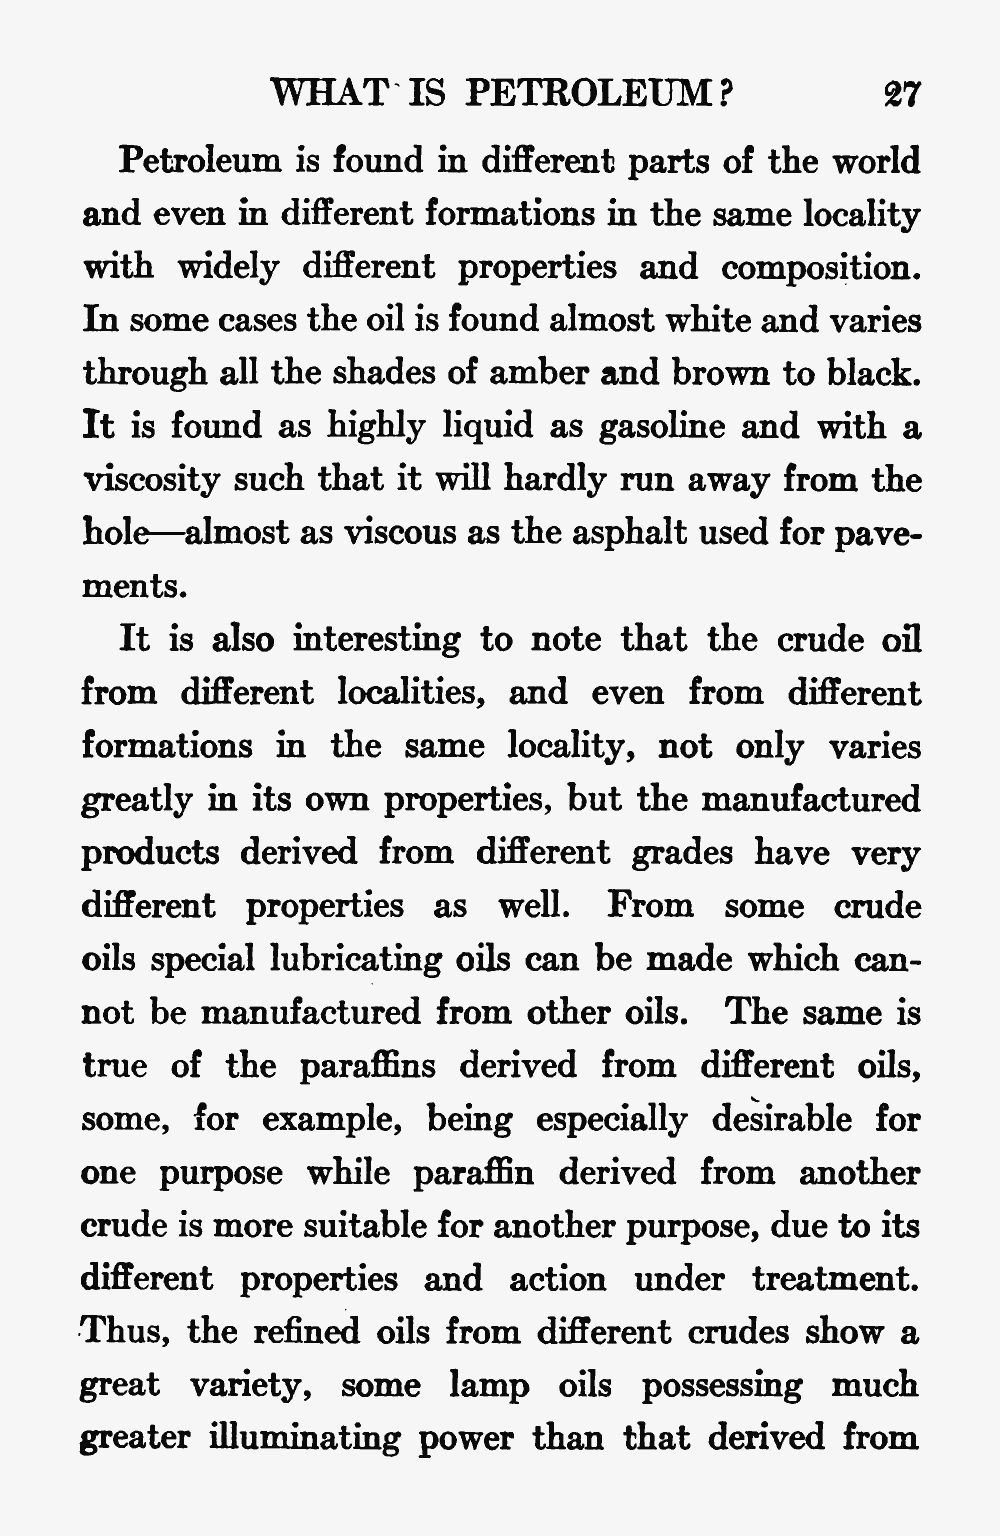 WHAT IS PETROLEUM? 27
Petroleum is found in different parts of the world
and even in different formations in the same locality
with widely different properties and composition.
In some cases the oil is found almost white and varies
through all the shades of amber and brown to black.
It is found as highly liquid as gasoline and with a
viscosity such that it will hardly run away from the
hole—almost as viscous as the asphalt used for pave-
ments.
It is also interesting to note that the crude oil
from different localities, and even from different
formations in the same locality, not only varies
greatly in its own properties, but the manufactured
products derived from different grades have very
different properties as well. From some crude
oils special lubricating oils can be made which can-
not be manufactured from other oils. The same is
true of the paraffins derived from different oils,
some, for example, being especially desirable for
one purpose while paraffin derived from another
crude is more suitable for another purpose, due to its
different properties and action under treatment.
Thus, the refined oils from different crudes show a
great variety, some lamp oils possessing much
greater illuminating power than that derived from